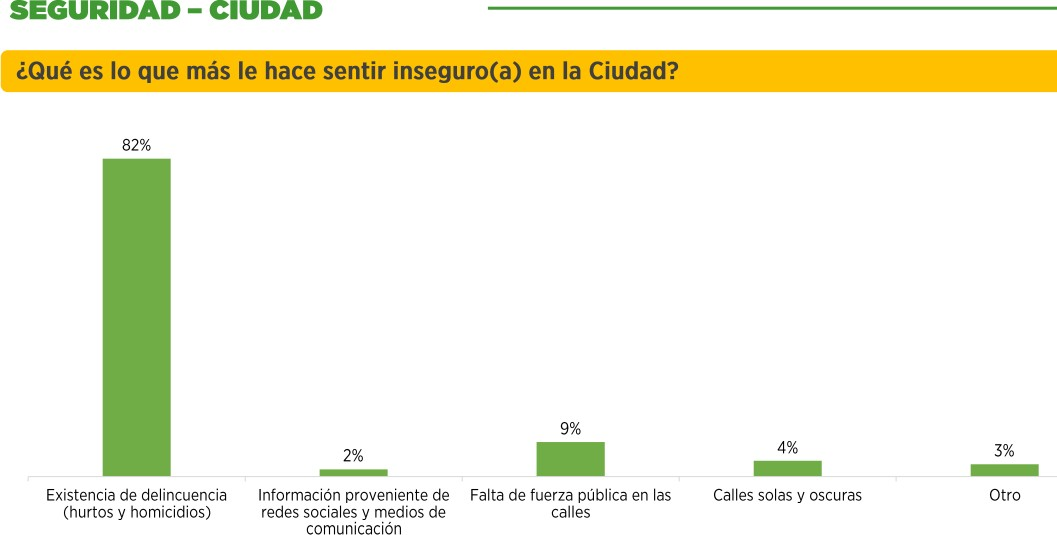 SEGURIDAD – CIUDAD
¿Qué es lo que más le hace sentir inseguro(a) en la Ciudad?
82%
2%
9%
4%
3%
Existencia de delincuencia
(hurtos y homicidios)
Información proveniente de
redes sociales y medios de
comunicación
Falta de fuerza pública en las
calles
Calles solas y oscuras
Otro